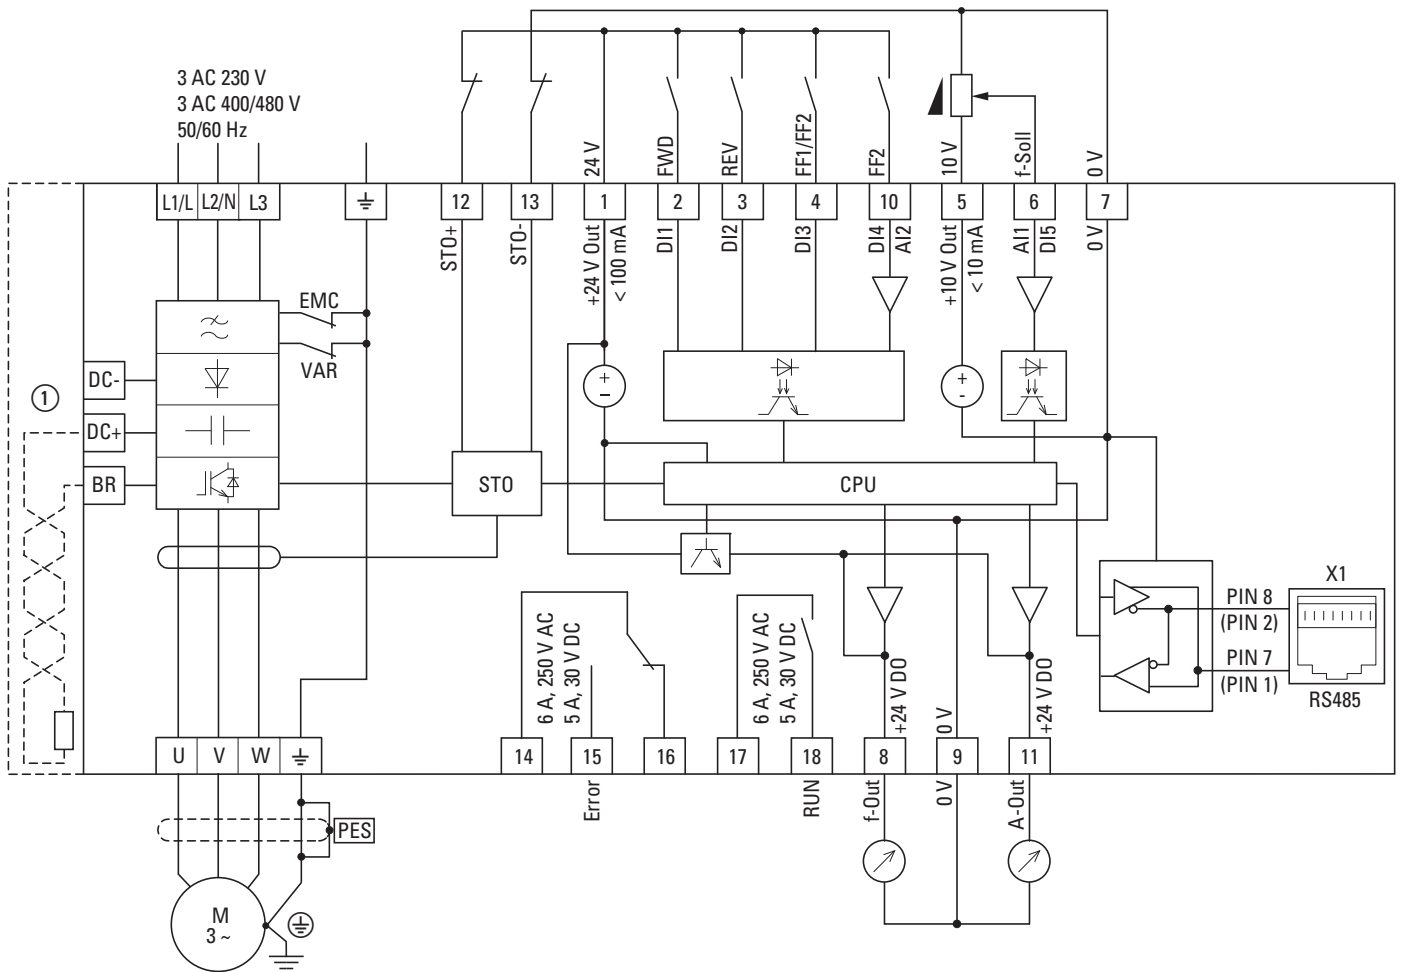 3 AC 230 V
3 AC 400/480 V
50/60 Hz
24 V
FWD
REV
FF1/FF2
FF2
10 V
f-Soll
0 V
L1/L
L2/N
L3
12
13
1
2
3
4
10
5
6
7
STO+
STO-
+24 V Out
< 100 mA
DI1
DI2
DI3
DI4
AI2
+10 V Out
< 10 mA
AI1
DI5
0 V
EMC
VAR
+
−
+
-
1
DC-
DC+
BR
STO
CPU
X1
PIN 8
(PIN 2)
PIN 7
(PIN 1)
RS485
6 A, 250 V AC
5 A, 30 V DC
6 A, 250 V AC
5 A, 30 V DC
+24 V DO
0 V
+24 V DO
U
V
W
14
15
16
17
18
8
9
11
Error
RUN
f-Out
0 V
A-Out
PES
M
3 ~